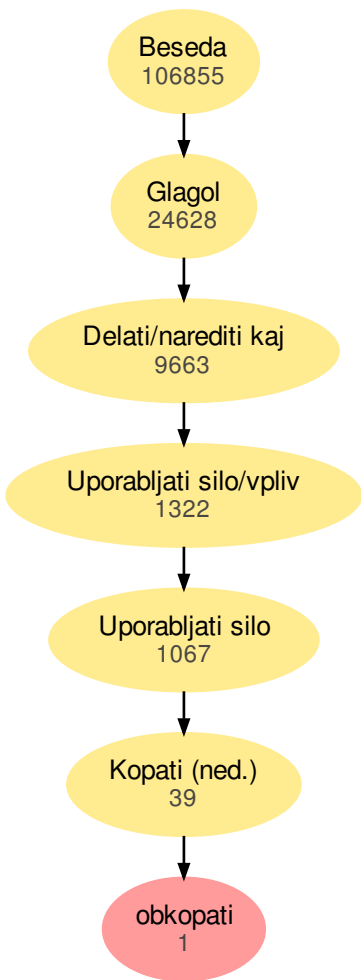 Beseda
106855
Glagol
24628
Delati/narediti kaj
9663
Uporabljati silo/vpliv
1322
Uporabljati silo
1067
Kopati (ned.)
39
obkopati
1